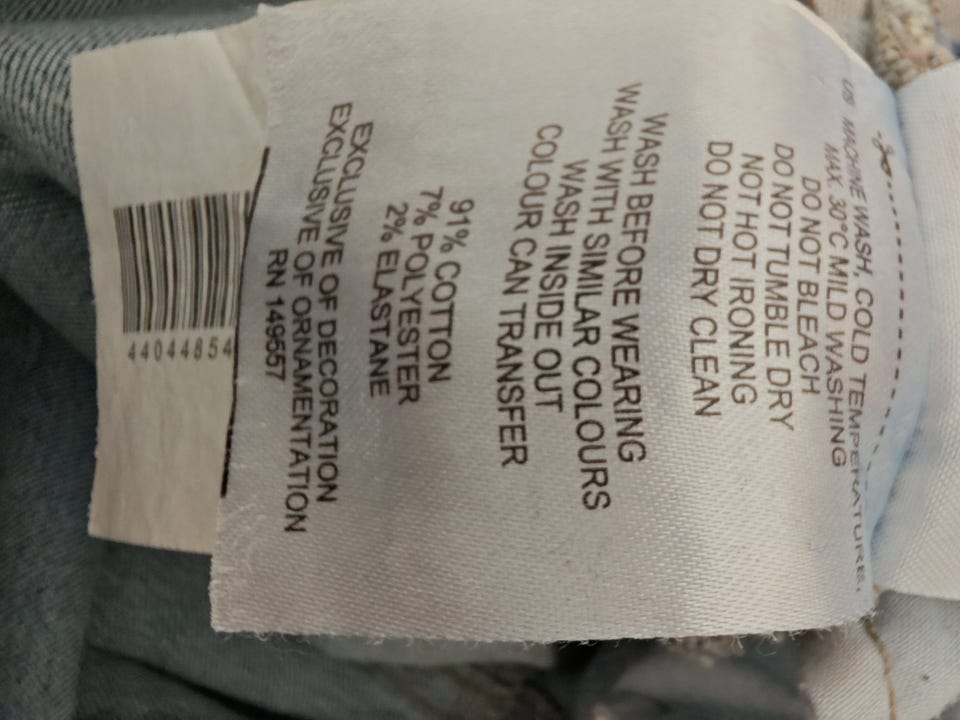 US MACHINE WASH, COLD TEMPERATURE.
MAX. 30°C MILD WASHING
DO NOT BLEACH
DO NOT TUMBLE DRY
NOT HOT IRONING
DO NOT DRY CLEAN
WASH BEFORE WEARING
WASH WITH SIMILAR COLOURS
WASH INSIDE OUT
COLOUR CAN TRANSFER
91% COTTON
7% POLYESTER
2% ELASTANE
EXCLUSIVE OF DECORATION
EXCLUSIVE OF ORNAMENTATION
RN 149657
44044854